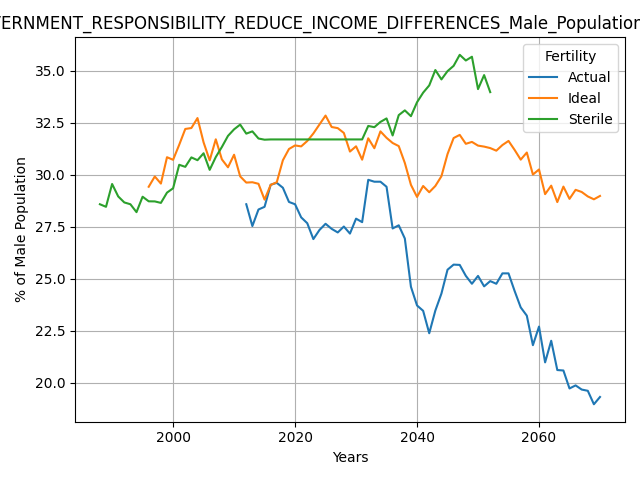 ERNMENT_RESPONSIBILITY_REDUCE_INCOME_DIFFERENCES_Male_Population
Fertility
Actual
Ideal
Sterile
% of Male Population
35.0
32.5
30.0
27.5
25.0
22.5
20.0
2000 2020 2040 2060
Years